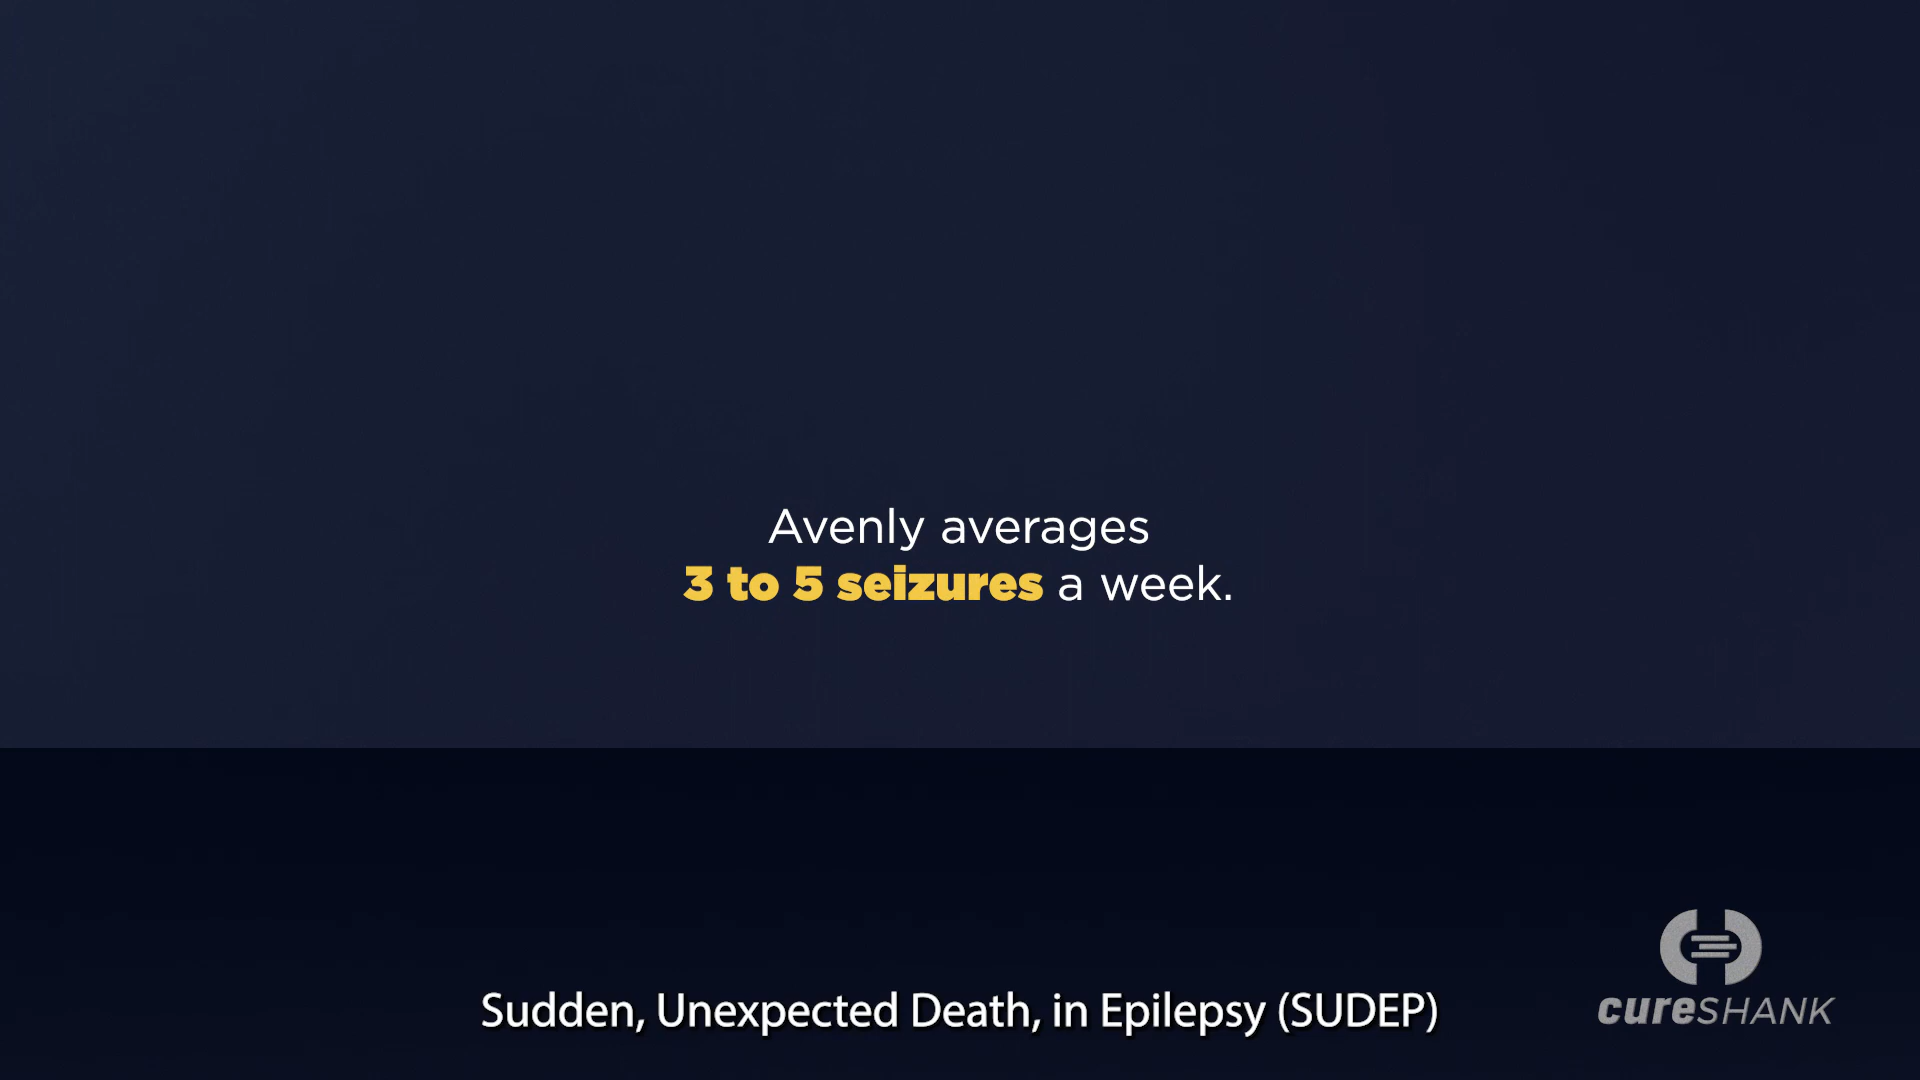 Avenly averages
3 to 5 seizures a week.
Sudden, Unexpected Death, in Epilepsy (SUDEP)
cureSHANK